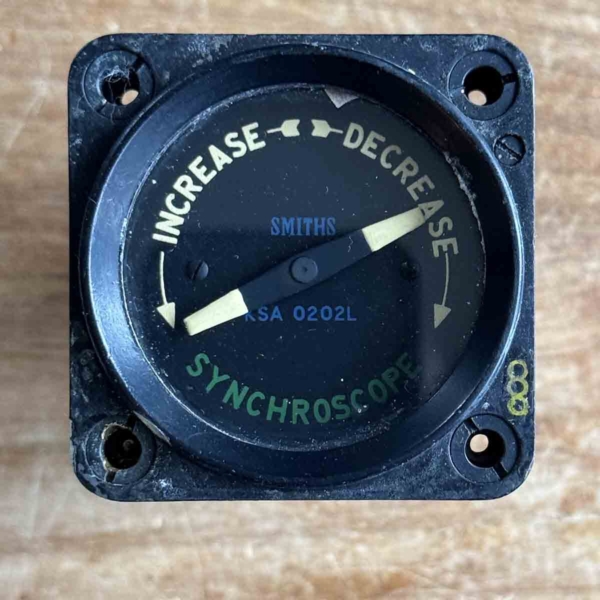 INCREASE DECREASE
SMITHS
KSA 0202L
SYNCHROSCOPE